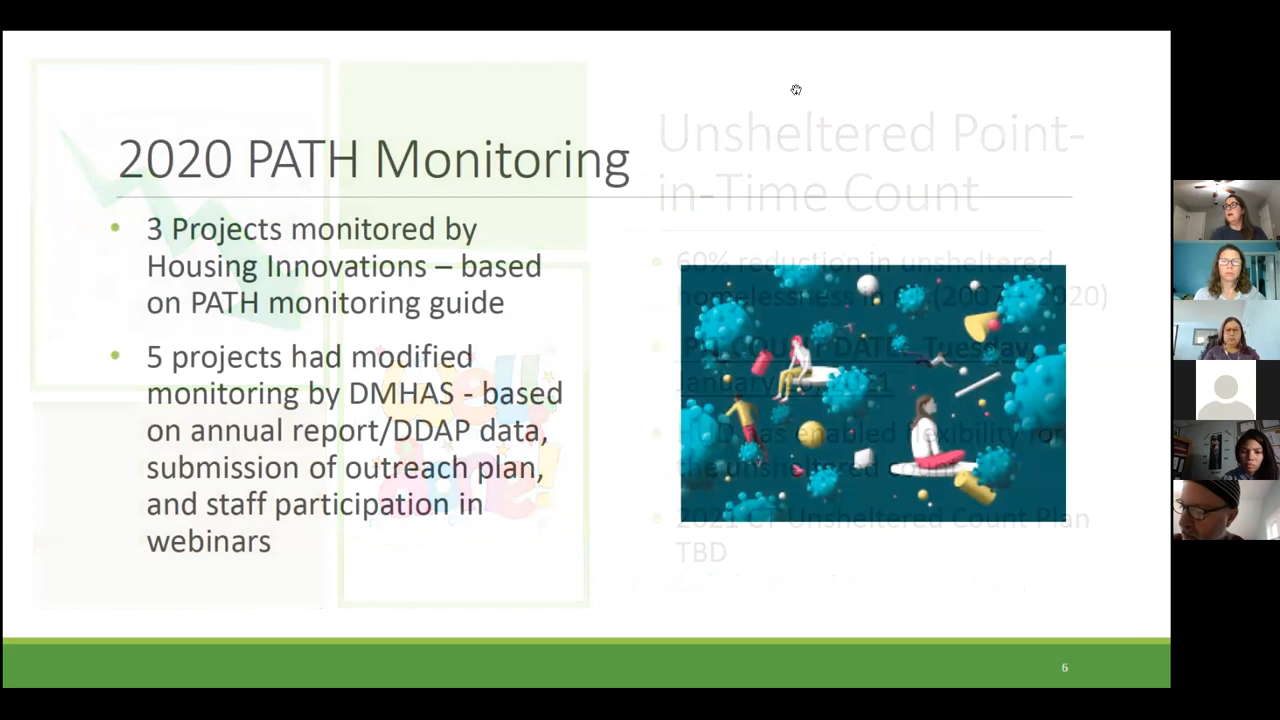 2020 PATH Monitoring
3 Projects monitored by
Housing Innovations – based
on PATH monitoring guide
5 projects had modified
monitoring by DMHAS - based
on annual report/DDAP data,
submission of outreach plan,
and staff participation in
webinars
Unsheltered Point-
in-Time Count
60% reduction in unsheltered
homelessness in (2007 2020)
COUNT DATE Tuesday
January 26, 2021
HUD has enabled flexibility for
the unsheltered count
2021 CT Unsheltered Count Plan
TBD
6